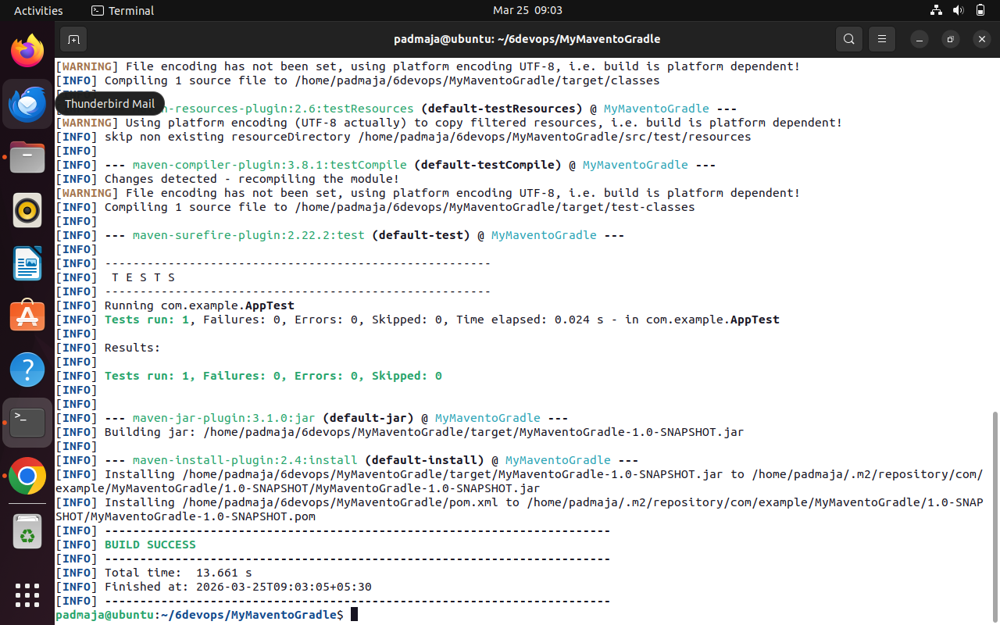 Activities
Terminal
Mar 25 09:03
padmaja@ubuntu: ~/6devops/MyMaventoGradle
[WARNING] File encoding has not been set, using platform encoding UTF-8, i.e. build is platform dependent!
[INFO] Compiling 1 source file to /home/padmaja/6devops/MyMaventoGradle/target/classes
Thunderbird Mail
n-resources-plugin:2.6:testResources (default-testResources) @ MyMaventoGradle ---
[WARNING] Using platform encoding (UTF-8 actually) to copy filtered resources, i.e. build is platform dependent!
[INFO] skip non existing resourceDirectory /home/padmaja/6devops/MyMaventoGradle/src/test/resources
[INFO]
[INFO] --- maven-compiler-plugin:3.8.1:testCompile (default-testCompile) @ MyMaventoGradle ---
[INFO] Changes detected - recompiling the module!
[WARNING] File encoding has not been set, using platform encoding UTF-8, i.e. build is platform dependent!
[INFO] Compiling 1 source file to /home/padmaja/6devops/MyMaventoGradle/target/test-classes
[INFO]
[INFO] --- maven-surefire-plugin:2.22.2:test (default-test) @ MyMaventoGradle ---
[INFO]
[INFO] -------------------------------------------------------
[INFO]  T E S T S
[INFO] -------------------------------------------------------
[INFO] Running com.example.AppTest
[INFO] Tests run: 1, Failures: 0, Errors: 0, Skipped: 0, Time elapsed: 0.024 s - in com.example.AppTest
[INFO]
[INFO] Results:
[INFO]
[INFO] Tests run: 1, Failures: 0, Errors: 0, Skipped: 0
[INFO]
[INFO]
[INFO] --- maven-jar-plugin:3.1.0:jar (default-jar) @ MyMaventoGradle ---
[INFO] Building jar: /home/padmaja/6devops/MyMaventoGradle/target/MyMaventoGradle-1.0-SNAPSHOT.jar
[INFO]
[INFO] --- maven-install-plugin:2.4:install (default-install) @ MyMaventoGradle ---
[INFO] Installing /home/padmaja/6devops/MyMaventoGradle/target/MyMaventoGradle-1.0-SNAPSHOT.jar to /home/padmaja/.m2/repository/com/
example/MyMaventoGradle/1.0-SNAPSHOT/MyMaventoGradle-1.0-SNAPSHOT.jar
[INFO] Installing /home/padmaja/6devops/MyMaventoGradle/pom.xml to /home/padmaja/.m2/repository/com/example/MyMaventoGradle/1.0-SNAP
SHOT/MyMaventoGradle-1.0-SNAPSHOT.pom
[INFO] ------------------------------------------------------------------------
[INFO] BUILD SUCCESS
[INFO] ------------------------------------------------------------------------
[INFO] Total time:  13.661 s
[INFO] Finished at: 2026-03-25T09:03:05+05:30
[INFO] ------------------------------------------------------------------------
padmaja@ubuntu:~/6devops/MyMaventoGradle$